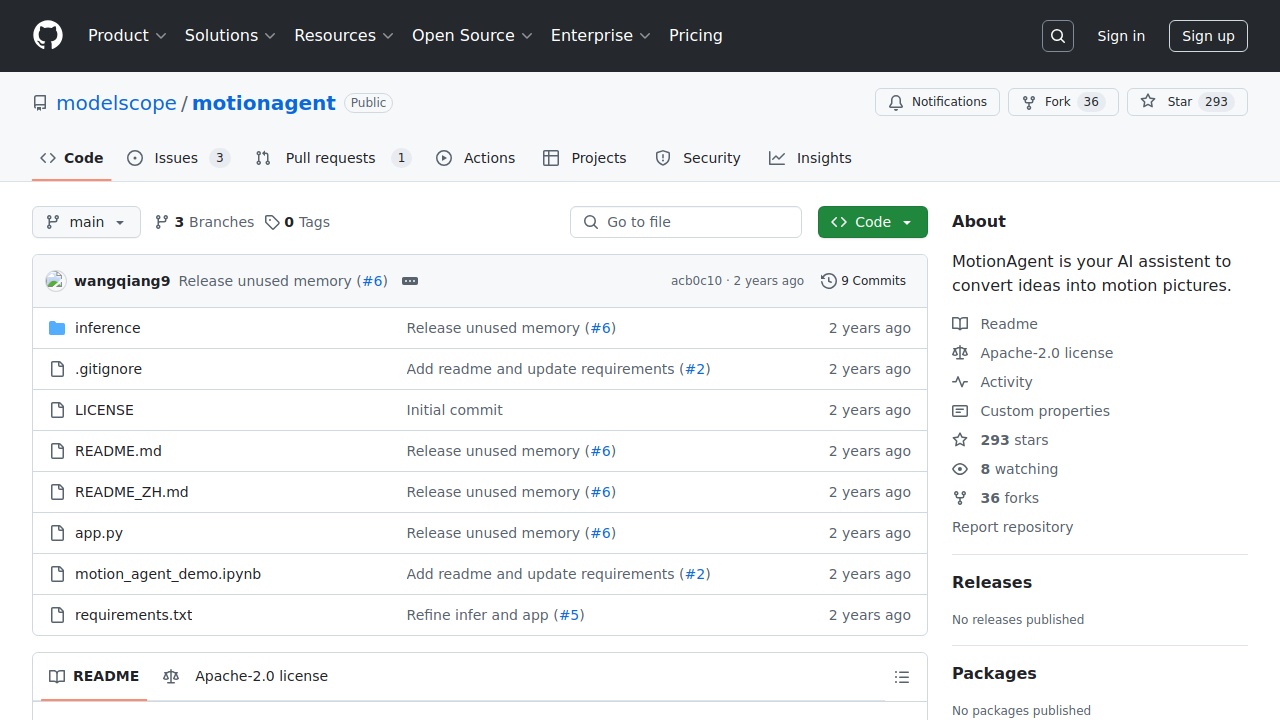 Product Solutions Resources Open Source Enterprise Pricing Sign in Sign up
modelscope / motionagent Public Notifications Fork 36 Star 293
Code Issues 3 Pull requests 1 Actions Projects Security Insights
main 3 Branches 0 Tags Go to file Code
wangqiang9 Release unused memory (#6) acb0c10 · 2 years ago 9 Commits
inference Release unused memory (#6) 2 years ago
.gitignore Add readme and update requirements (#2) 2 years ago
LICENSE Initial commit 2 years ago
README.md Release unused memory (#6) 2 years ago
README_ZH.md Release unused memory (#6) 2 years ago
app.py Release unused memory (#6) 2 years ago
motion_agent_demo.ipynb Add readme and update requirements (#2) 2 years ago
requirements.txt Refine infer and app (#5) 2 years ago
README Apache-2.0 license
About
MotionAgent is your AI assistent to
convert ideas into motion pictures.
Readme
Apache-2.0 license
Activity
Custom properties
293 stars
8 watching
36 forks
Report repository
Releases
No releases published
Packages
No packages published